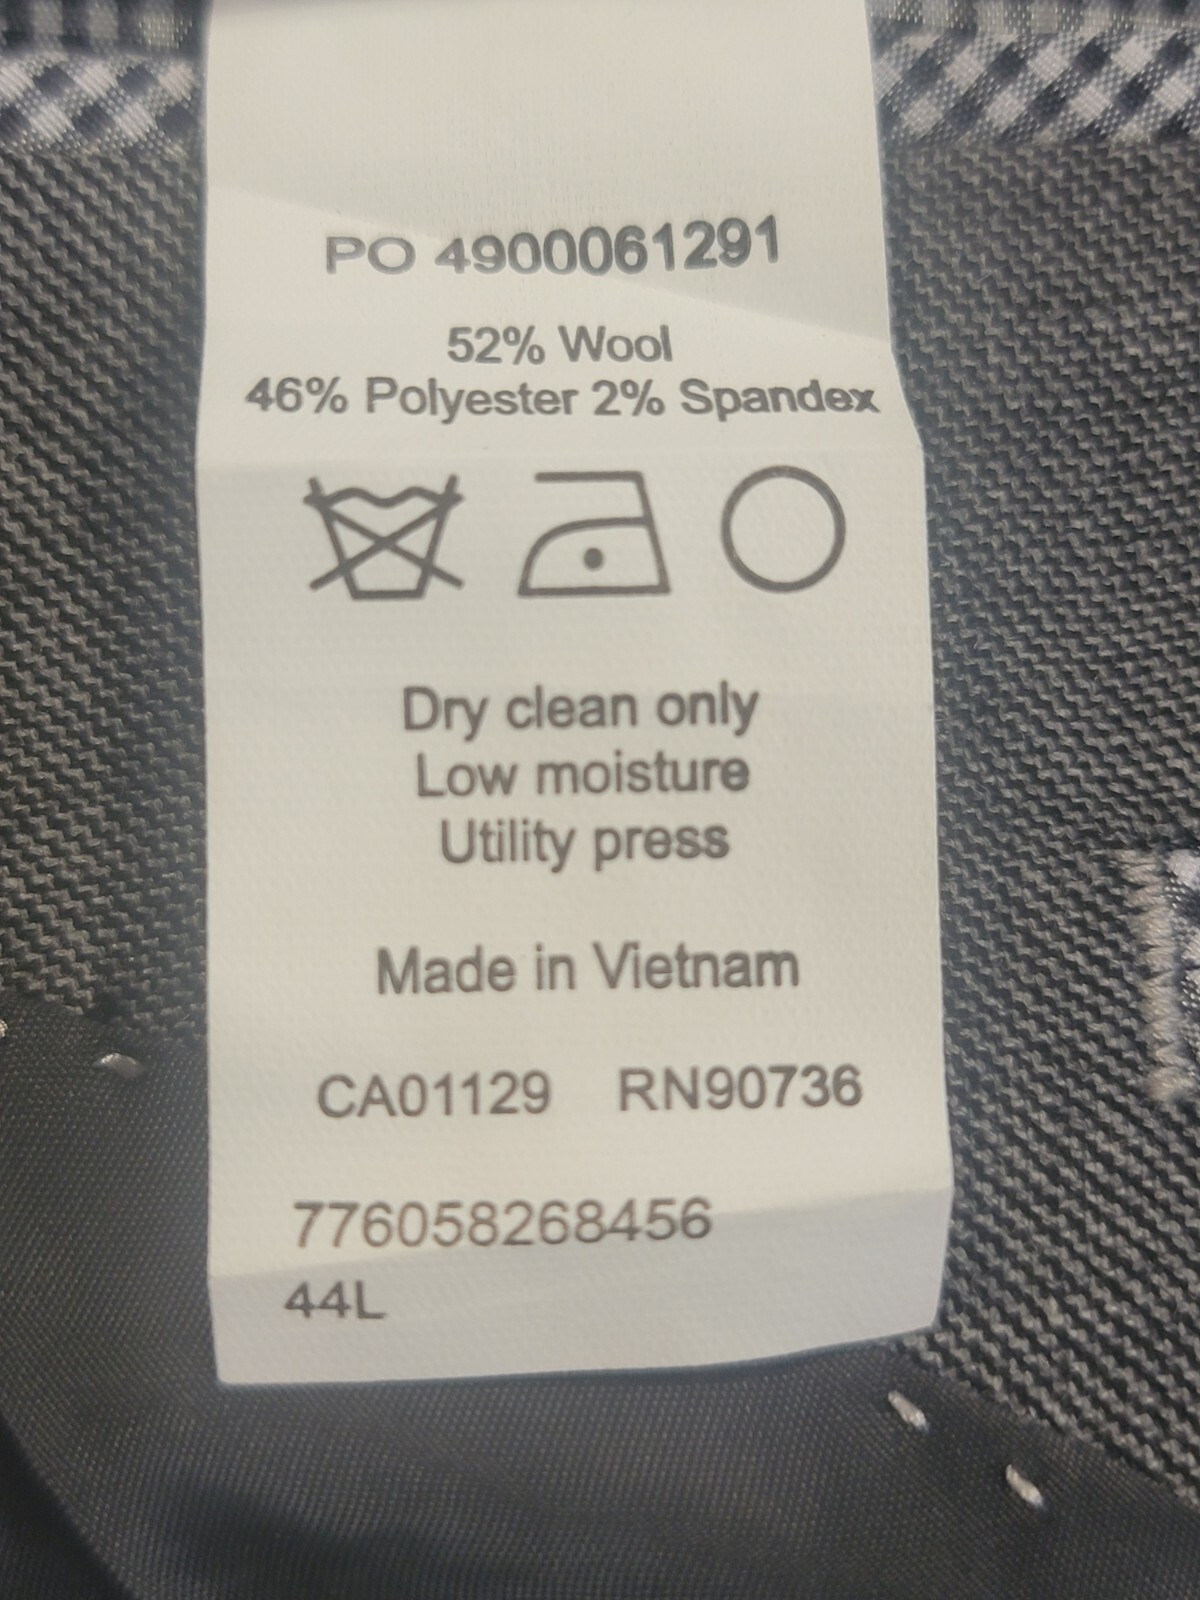 PO 4900061291
52% Wool
46% Polyester 2% Spandex
Dry clean only
Low moisture
Utility press
Made in Vietnam
CA01129 RN90736
776058268456
44L